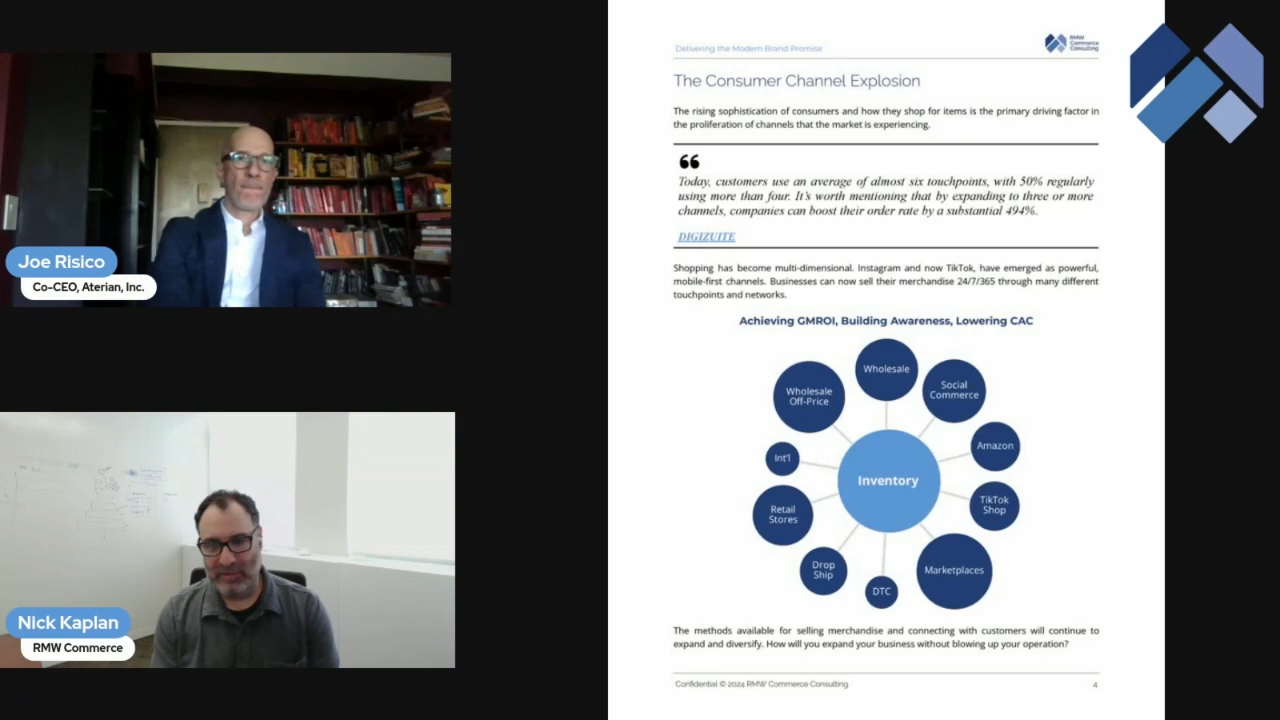 Joe Risico
Co-CEO, Aterian, Inc.
Nick Kaplan
RMW Commerce
Delivering the Modern Brand Promise
RMW
Commerce
Consulting
The Consumer Channel Explosion
The rising sophistication of consumers and how they shop for items is the primary driving factor in
the proliferation of channels that the market is experiencing.
“
Today, customers use an average of almost six touchpoints, with 50% regularly
using more than four. It’s worth mentioning that by expanding to three or more
channels, companies can boost their order rate by a substantial 494%.
DIGIZUITE
Shopping has become multi-dimensional. Instagram and now TikTok, have emerged as powerful,
mobile-first channels. Businesses can now sell their merchandise 24/7/365 through many different
touchpoints and networks.
Achieving GMROI, Building Awareness, Lowering CAC
Wholesale
Social
Commerce
Amazon
TikTok
Shop
Marketplaces
DTC
Drop
Ship
Retail
Stores
Int'l
Wholesale
Off-Price
Inventory
The methods available for selling merchandise and connecting with customers will continue to
expand and diversify. How will you expand your business without blowing up your operation?
Confidential © 2024 RMW Commerce Consulting
4